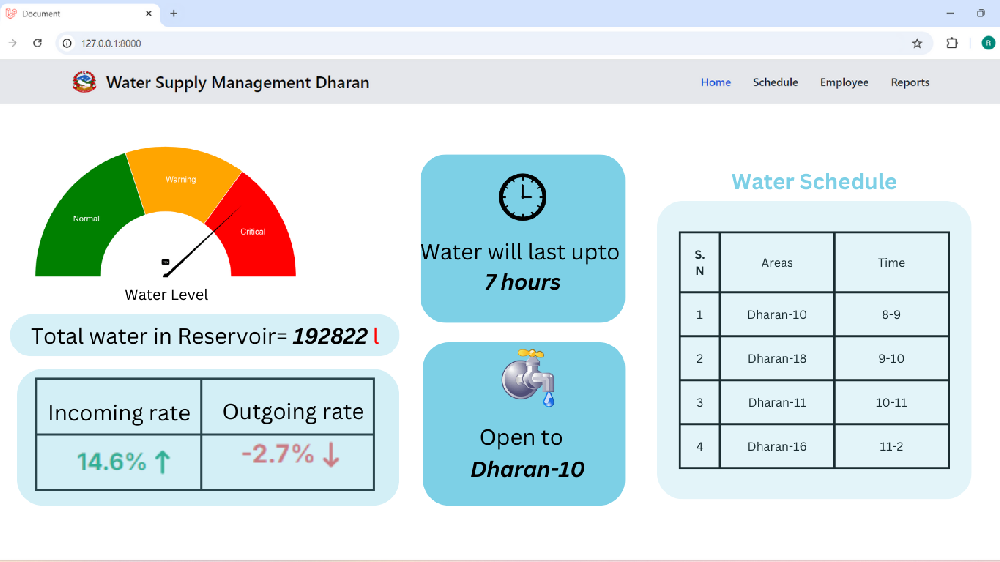 Document
127.0.0.1:8000
R
Water Supply Management Dharan
Home Schedule Employee Reports
Normal
Warning
Critical
Water Level
Total water in Reservoir= 192822 l
Incoming rate Outgoing rate
14.6% ↑ -2.7% ↓
Water will last upto
7 hours
Open to
Dharan-10
Water Schedule
S.
N Areas Time
1 Dharan-10 8-9
2 Dharan-18 9-10
3 Dharan-11 10-11
4 Dharan-16 11-2